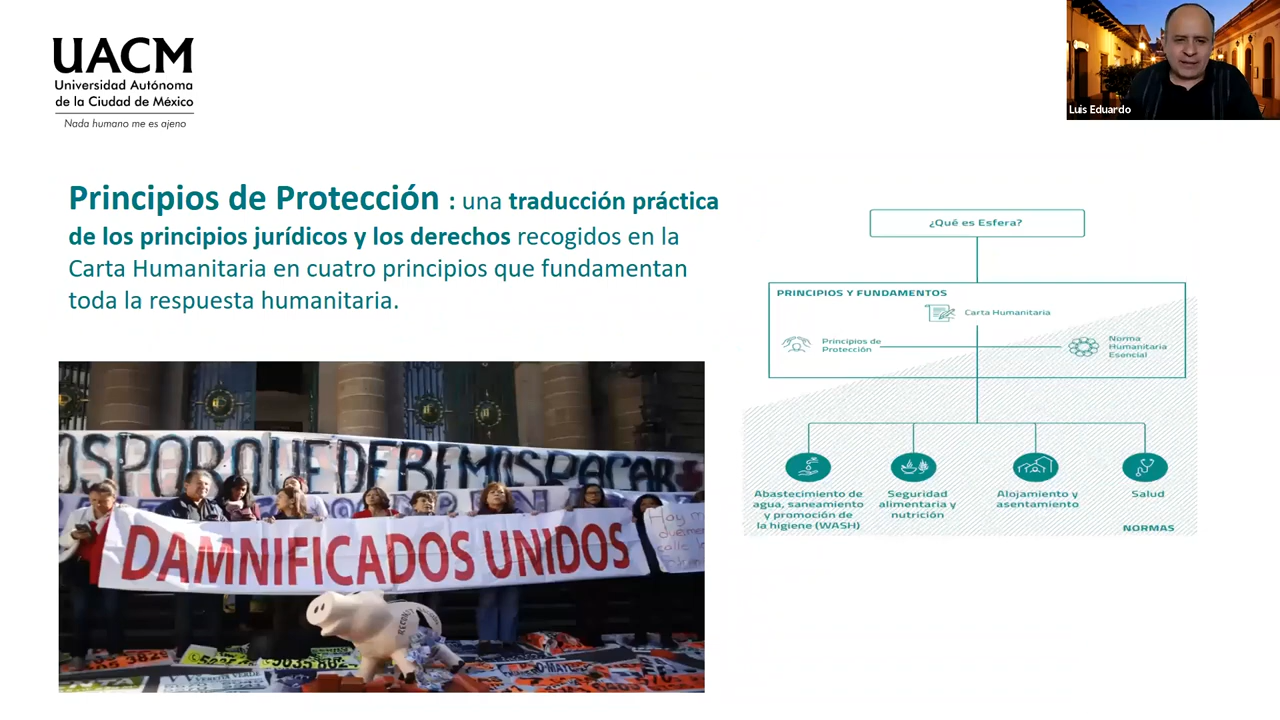 UACM
Universidad Autónoma
de la Ciudad de México
Nada humano me es ajeno
Luis Eduardo
Principios de Protección : una traducción práctica
de los principios jurídicos y los derechos recogidos en la
Carta Humanitaria en cuatro principios que fundamentan
toda la respuesta humanitaria.
¿Qué es Esfera?
PRINCIPIOS Y FUNDAMENTOS
Carta Humanitaria
Principios de
Protección
Norma
Humanitaria
Esencial
Abastecimiento de
agua, saneamiento
y promoción de
la higiene (WASH)
Seguridad
alimentaria y
nutrición
Alojamiento y
asentamiento
Salud
NORMAS
OSPORQUEDEBEMOSPAGAR
DAMNIFICADOS UNIDOS